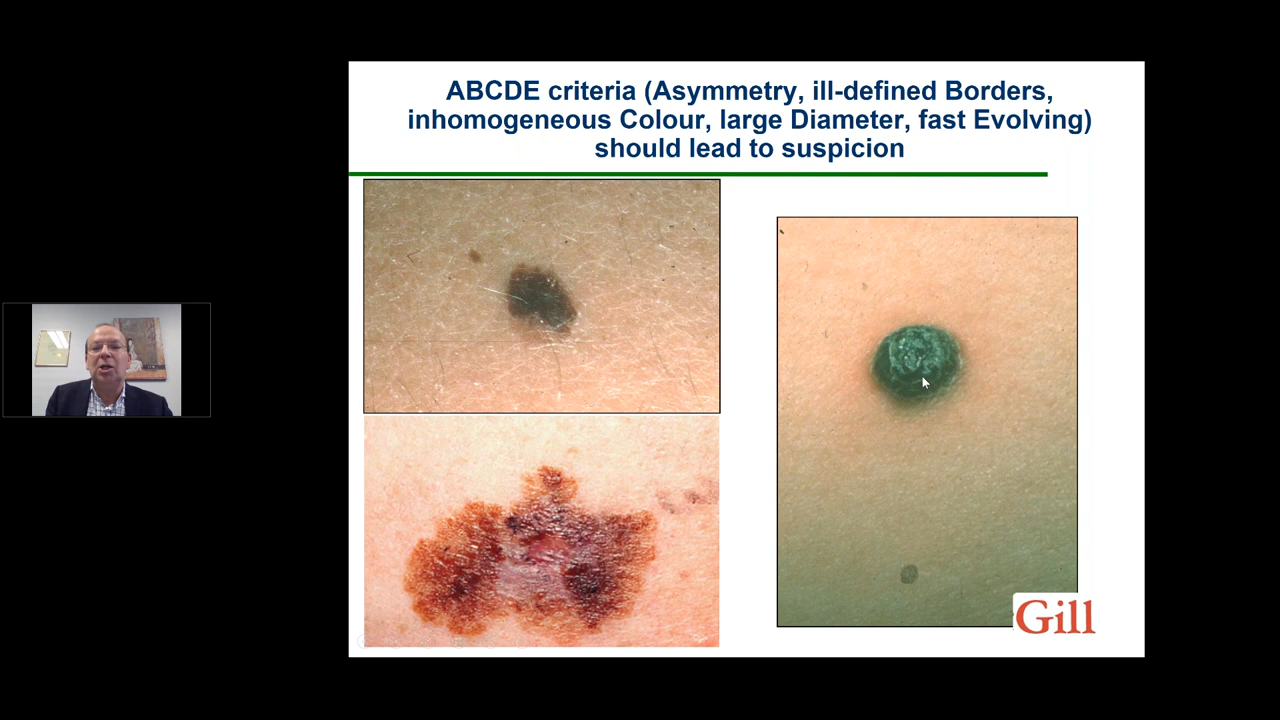 ABCDE criteria (Asymmetry, ill-defined Borders,
inhomogeneous Colour, large Diameter, fast Evolving)
should lead to suspicion
Gill